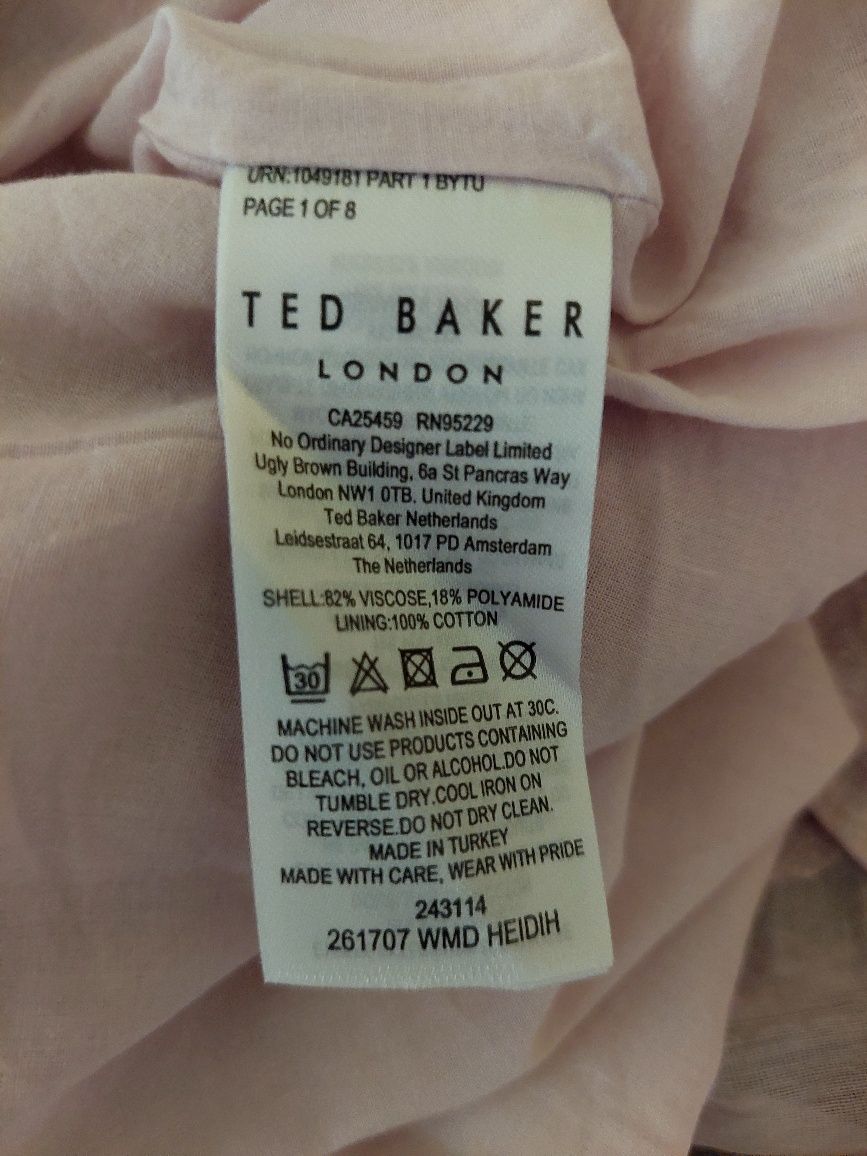 URN:1049181 PART 1 BYTU
PAGE 1 OF 8
TED BAKER
LONDON
CA25459 RN95229
No Ordinary Designer Label Limited
Ugly Brown Building, 6a St Pancras Way
London NW1 0TB. United Kingdom
Ted Baker Netherlands
Leidsestraat 64, 1017 PD Amsterdam
The Netherlands
SHELL:82% VISCOSE,18% POLYAMIDE
LINING:100% COTTON
30
MACHINE WASH INSIDE OUT AT 30C.
DO NOT USE PRODUCTS CONTAINING
BLEACH, OIL OR ALCOHOL.DO NOT
TUMBLE DRY.COOL IRON ON
REVERSE.DO NOT DRY CLEAN.
MADE IN TURKEY
MADE WITH CARE, WEAR WITH PRIDE
243114
261707 WMD HEIDIH